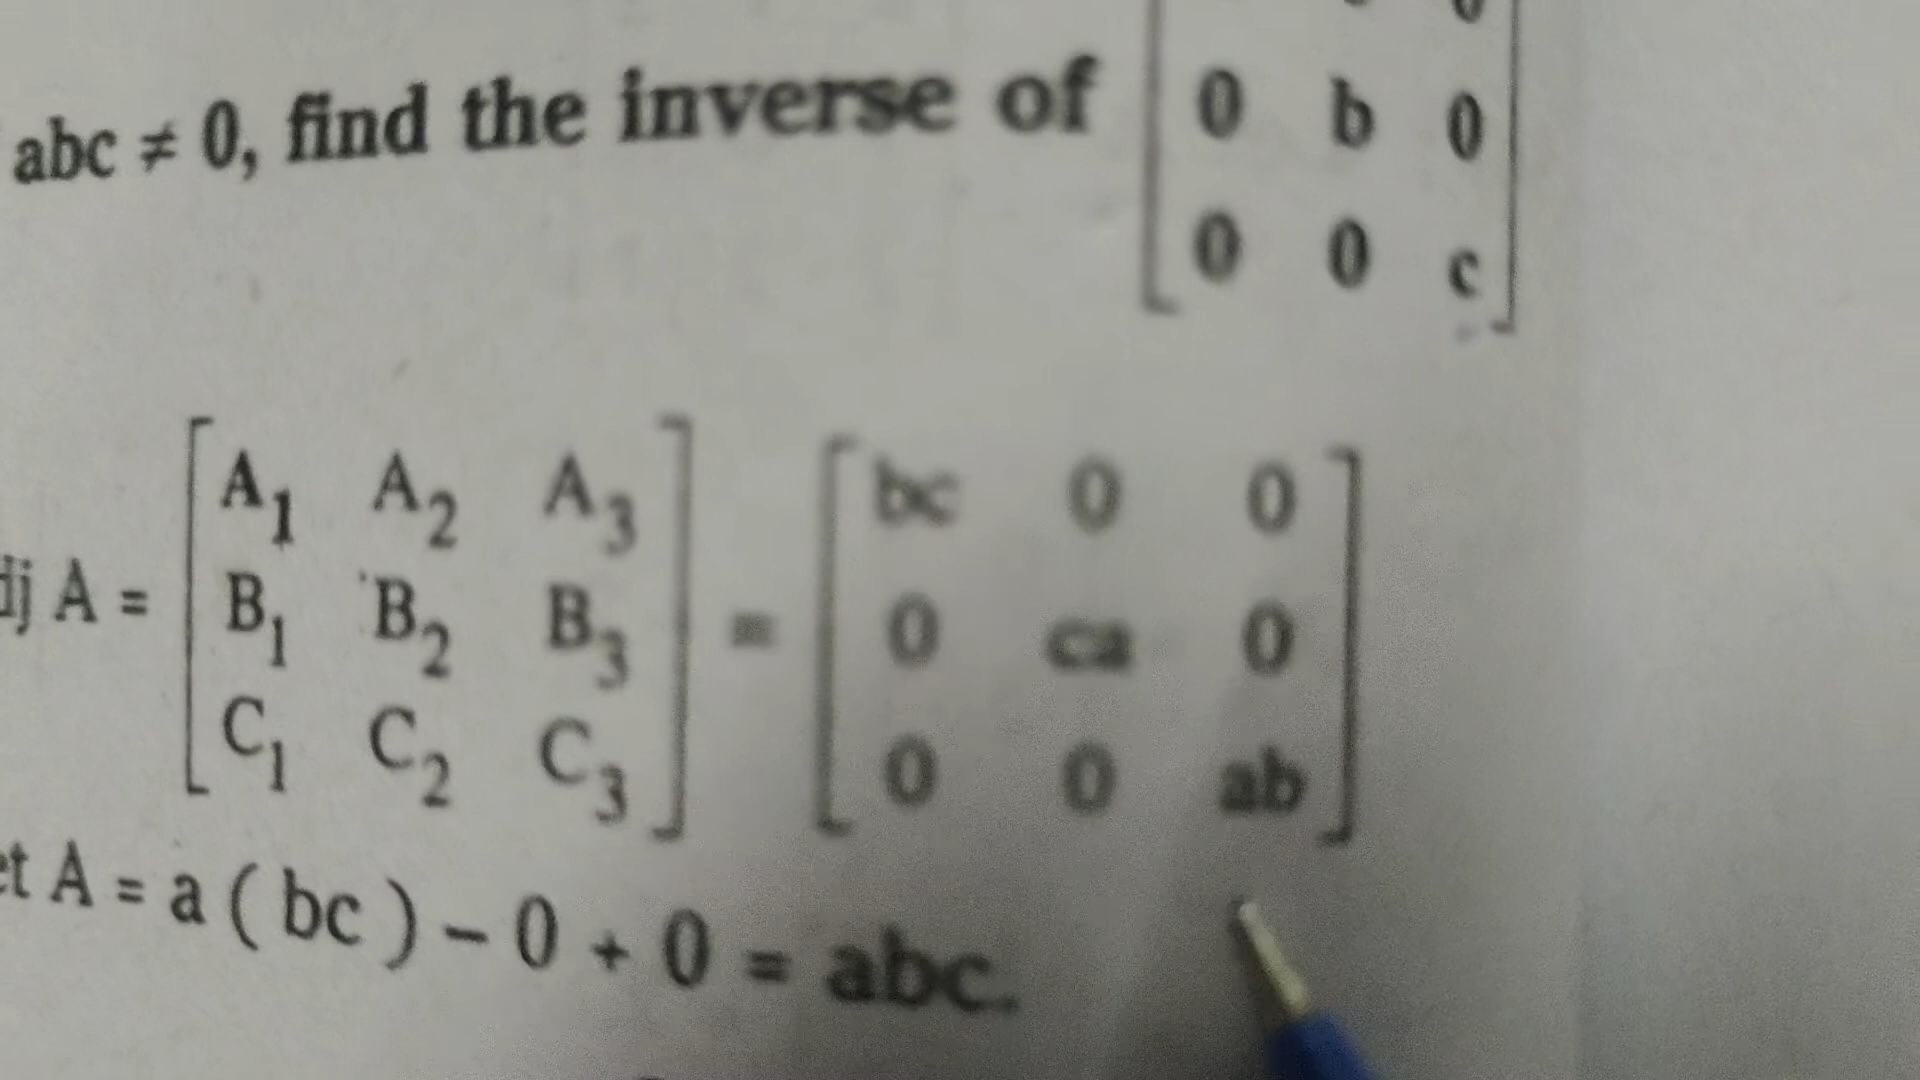 abc ≠ 0, find the inverse of
0 b 0
0 0 c
A1 A2 A3
B1 B2 B3
C1 C2 C3
A =
=
bc 0 0
0 ca 0
0 0 ab
A = a ( bc ) − 0 + 0 = abc.